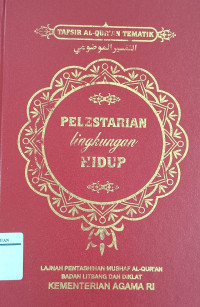 TAFSIR AL-QUR'AN TEMATIK
التفسير الموضوعي
PELESTARIAN
lingkungan
HIDUP
LAJNAH PENTASHIHAN MUSHAF AL-QUR'AN
BADAN LITBANG DAN DIKLAT
KEMENTERIAN AGAMA RI